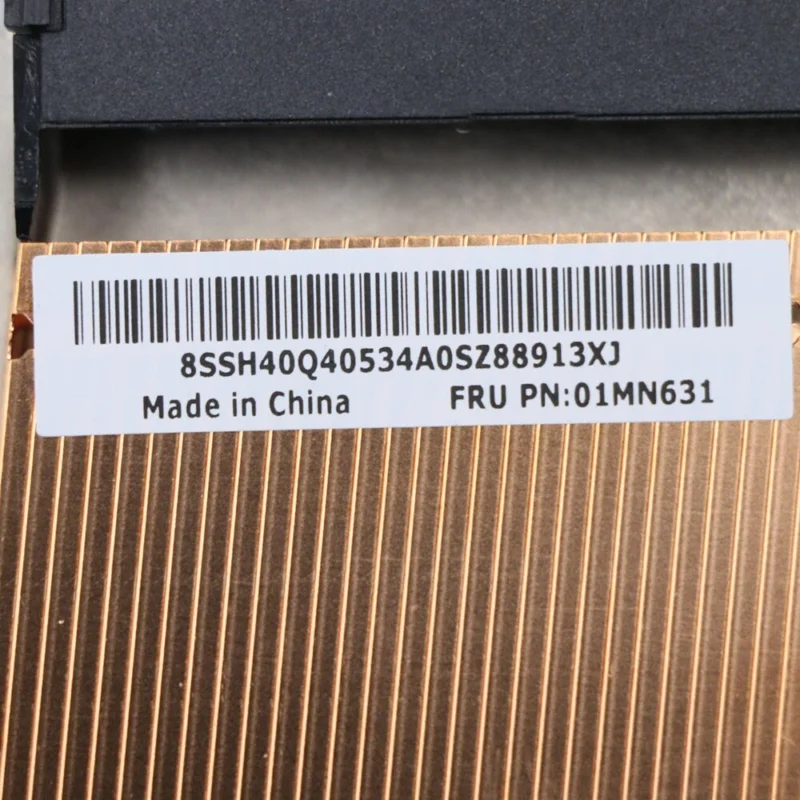 8SSH40Q40534A0SZ88913XJ
Made in China FRU PN:01MN631